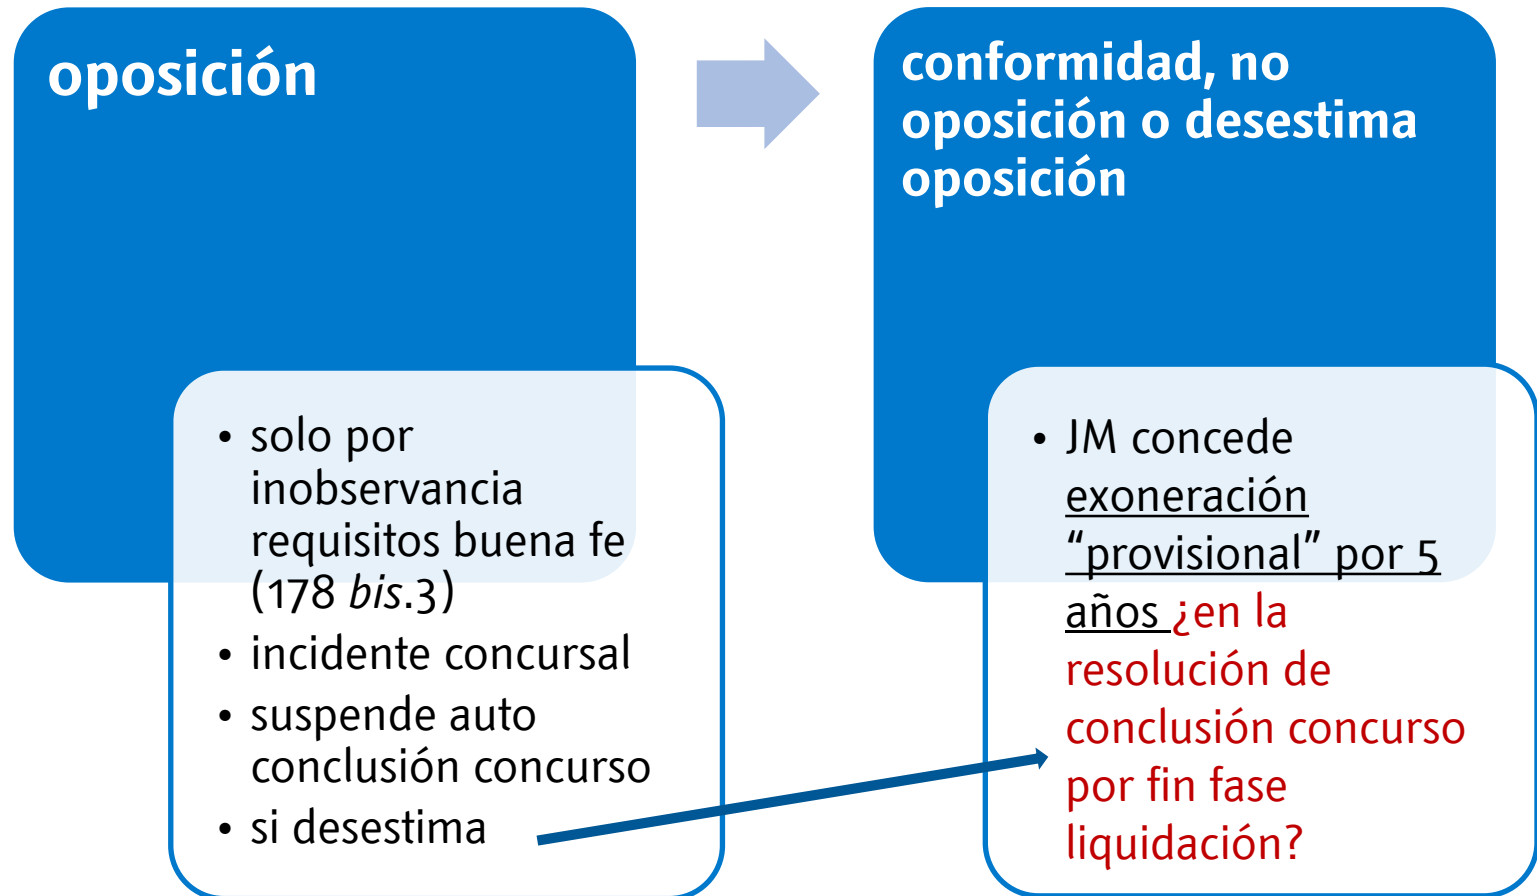 oposición
• solo por
inobservancia
requisitos buena fe
(178 bis.3)
• incidente concursal
• suspende auto
conclusión concurso
• si desestima
conformidad, no
oposición o desestima
oposición
• JM concede
exoneración
“provisional” por 5
años ¿en la
resolución de
conclusión concurso
por fin fase
liquidación?